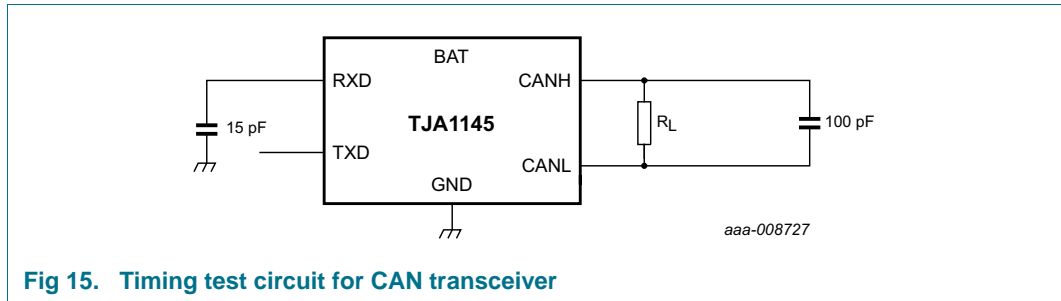 BAT
RXD
CANH
TJA1145
RL
15 pF
100 pF
TXD
CANL
GND
aaa-008727
Fig 15. Timing test circuit for CAN transceiver